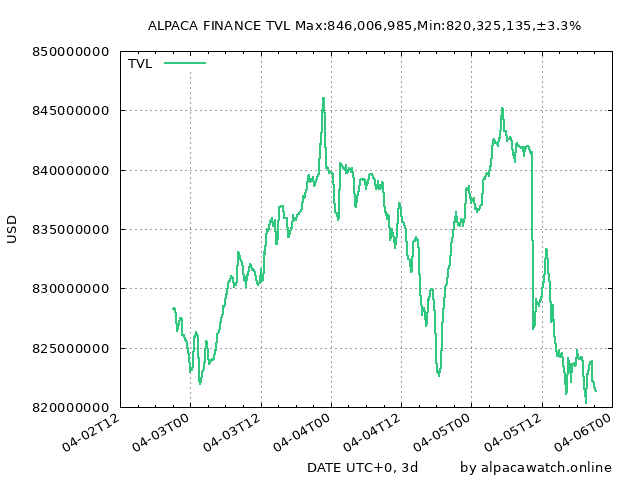 ALPACA FINANCE TVL Max:846,006,985,Min:820,325,135,±3.3%
850000000
TVL
845000000
840000000
835000000
USD
830000000
825000000
820000000
04-02T12
04-03T00
04-03T12
04-04T00
04-04T12
04-05T00
04-05T12
04-06T00
DATE UTC+0, 3d
by alpacawatch.online